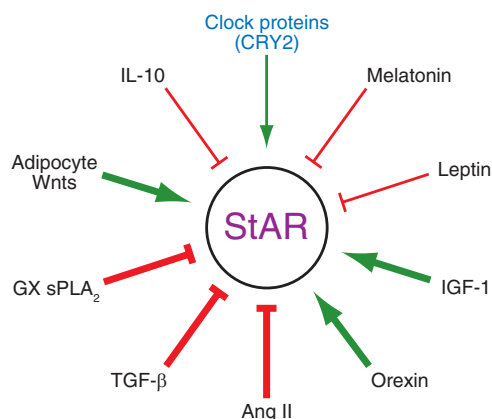 Clock proteins
(CRY2)
IL-10
Melatonin
Adipocyte
Wnts
Leptin
StAR
GX sPLA₂
IGF-1
TGF-β
Orexin
Ang II